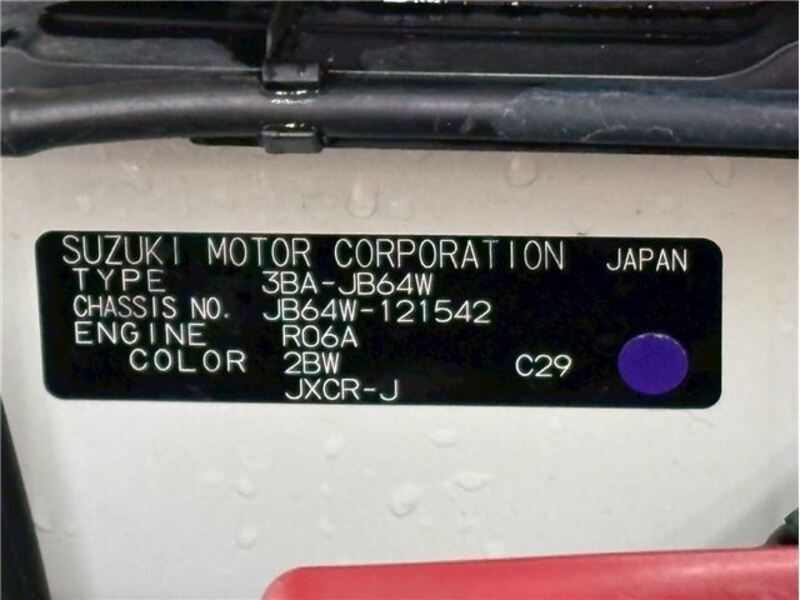 SUZUKI MOTOR CORPORATION JAPAN
TYPE 3BA-JB64W
CHASSIS NO. JB64W-121542
ENGINE R06A
COLOR 2BW C29
JXCR-J